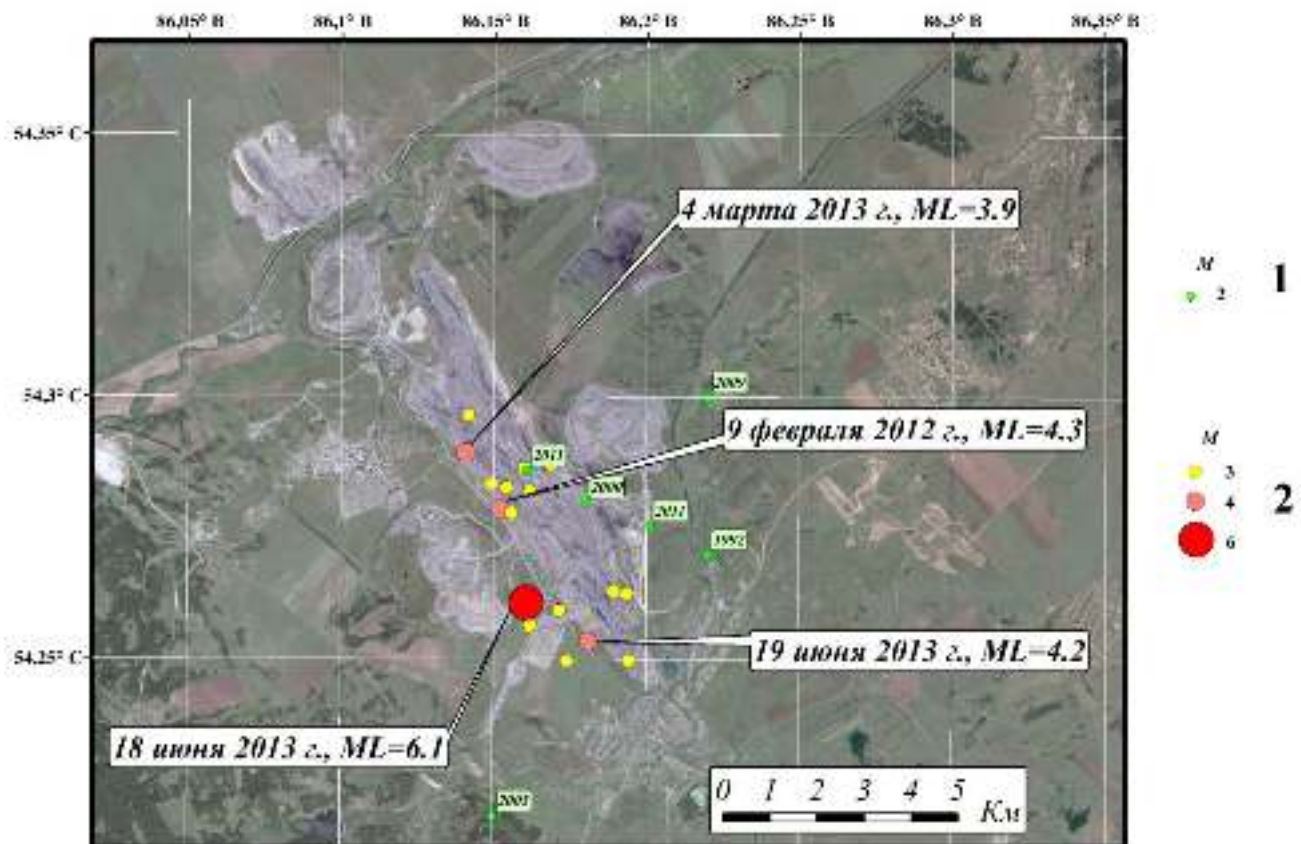 86,05° В 86,1° В 86,15° В 86,2° В 86,25° В 86,3° В 86,35° В
54,35° С
4 марта 2013 г., ML=3.9
М
1
2
54,3° С
2009
9 февраля 2012 г., ML=4.3
М
2011
3
2000
4
2
2011
1992
6
19 июня 2013 г., ML=4.2
54,25° С
18 июня 2013 г., ML=6.1
0 1 2 3 4 5
Км